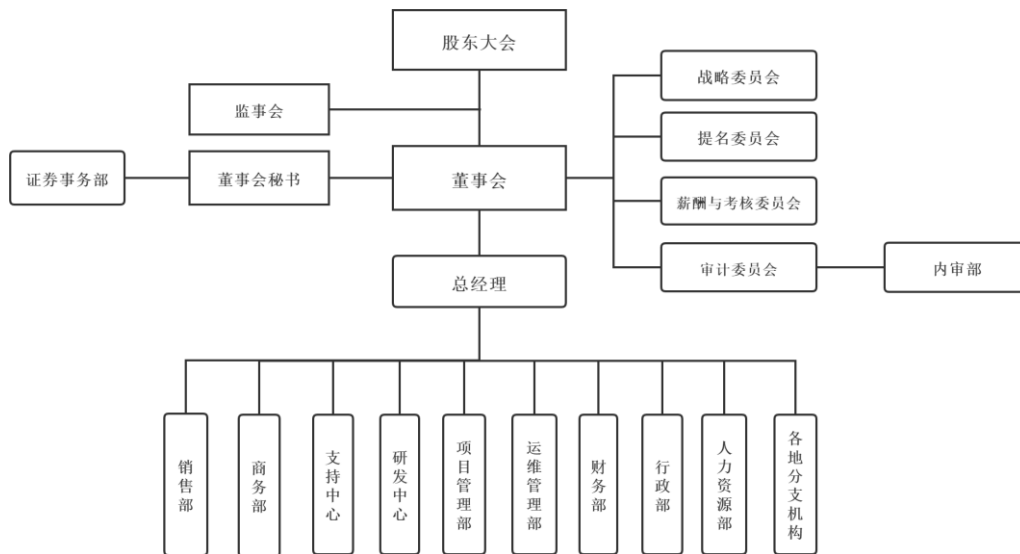 股东大会
战略委员会
监事会
提名委员会
证券事务部
董事会秘书
董事会
薪酬与考核委员会
审计委员会
内审部
总经理
销售部
商务部
支持中心
研发中心
项目管理部
运维管理部
财务部
行政部
人力资源部
各地分支机构